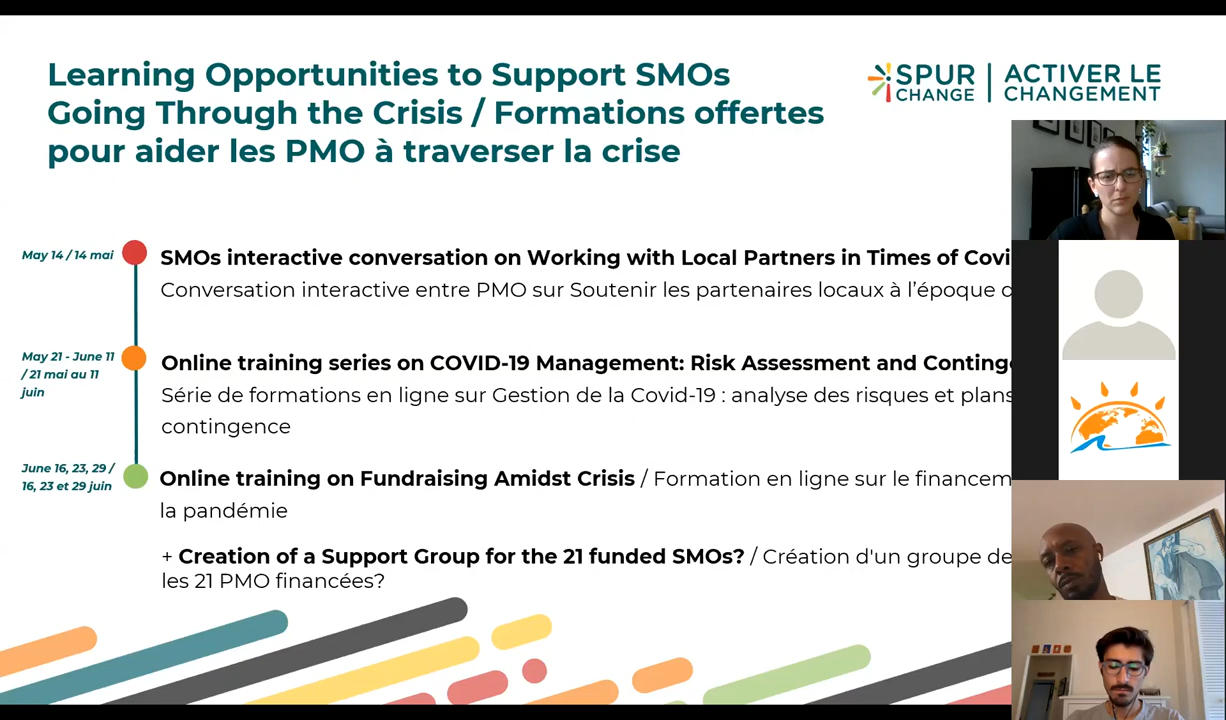 Learning Opportunities to Support SMOs
Going Through the Crisis / Formations offertes
pour aider les PMO à traverser la crise
SPUR CHANGE | ACTIVER LE CHANGEMENT
May 14 / 14 mai
SMOs interactive conversation on Working with Local Partners in Times of
Conversation interactive entre PMO sur Soutenir les partenaires locaux à l’époque
May 21 - June 11
/ 21 mai au 11
juin
Online training series on COVID-19 Management: Risk Assessment and
Série de formations en ligne sur Gestion de la Covid-19 : analyse des risques et plans
contingence
June 16, 23, 29 /
16, 23 et 29 juin
Online training on Fundraising Amidst Crisis / Formation en ligne sur le
la pandémie
+ Creation of a Support Group for the 21 funded SMOs? / Création d'un groupe de
les 21 PMO financées?